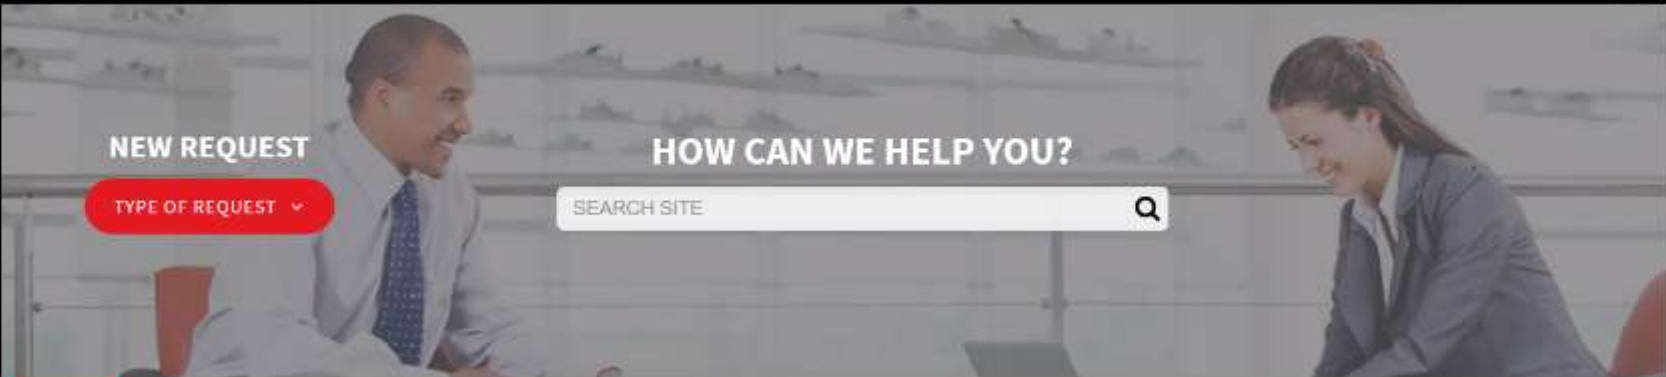 NEW REQUEST
TYPE OF REQUEST
HOW CAN WE HELP YOU?
SEARCH SITE